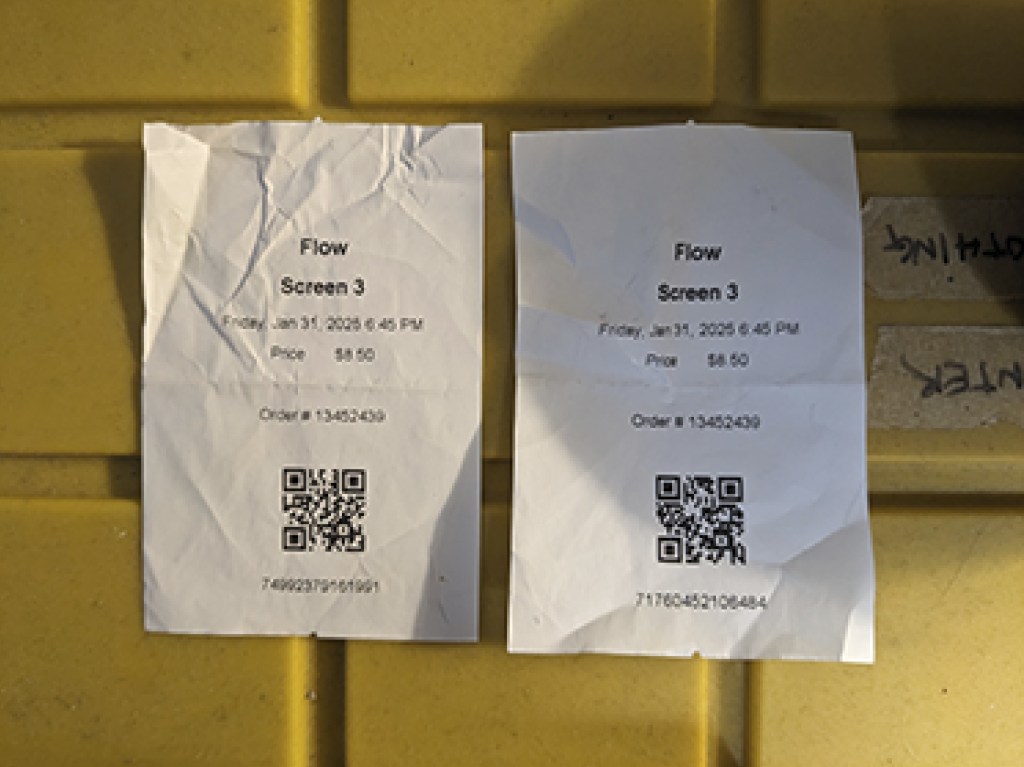 Flow
Screen 3
Friday, Jan 31, 2025 6:45 PM
Price $8.50
Order # 13452439
74992379161991
Flow
Screen 3
Friday, Jan 31, 2025 6:45 PM
Price $8.50
Order # 13452439
71760452106484